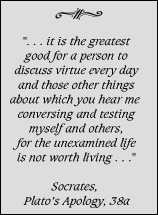 ". . . it is the greatest
good for a person to
discuss virtue every day
and those other things
about which you hear me
conversing and testing
myself and others,
for the unexamined life
is not worth living . . ."
Socrates,
Plato's Apology, 38a